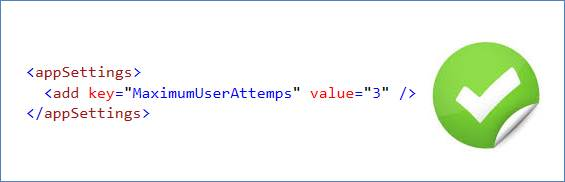 <appSettings>
<add key="MaximumUserAttemps" value="3" />
</appSettings>